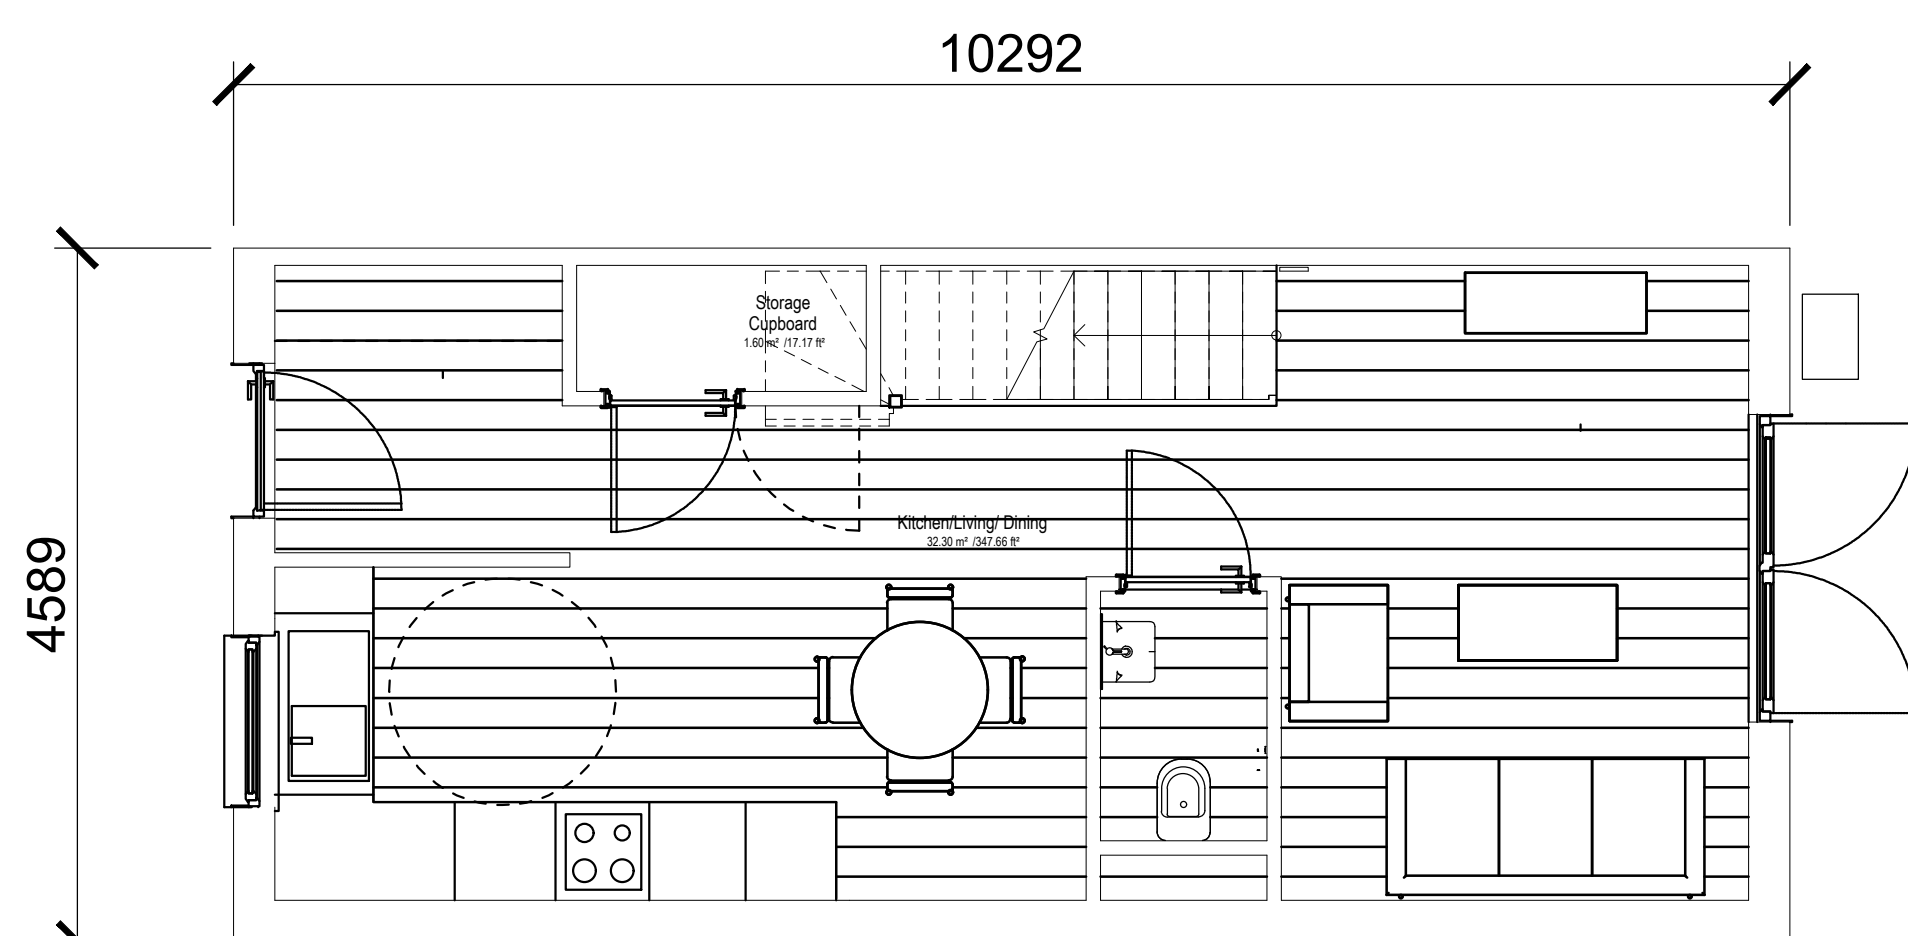 10292
Storage
Cupboard
1.60 m² /17.17 ft²
4589
Kitchen/Living/ Dining
32.30 m² /347.66 ft²